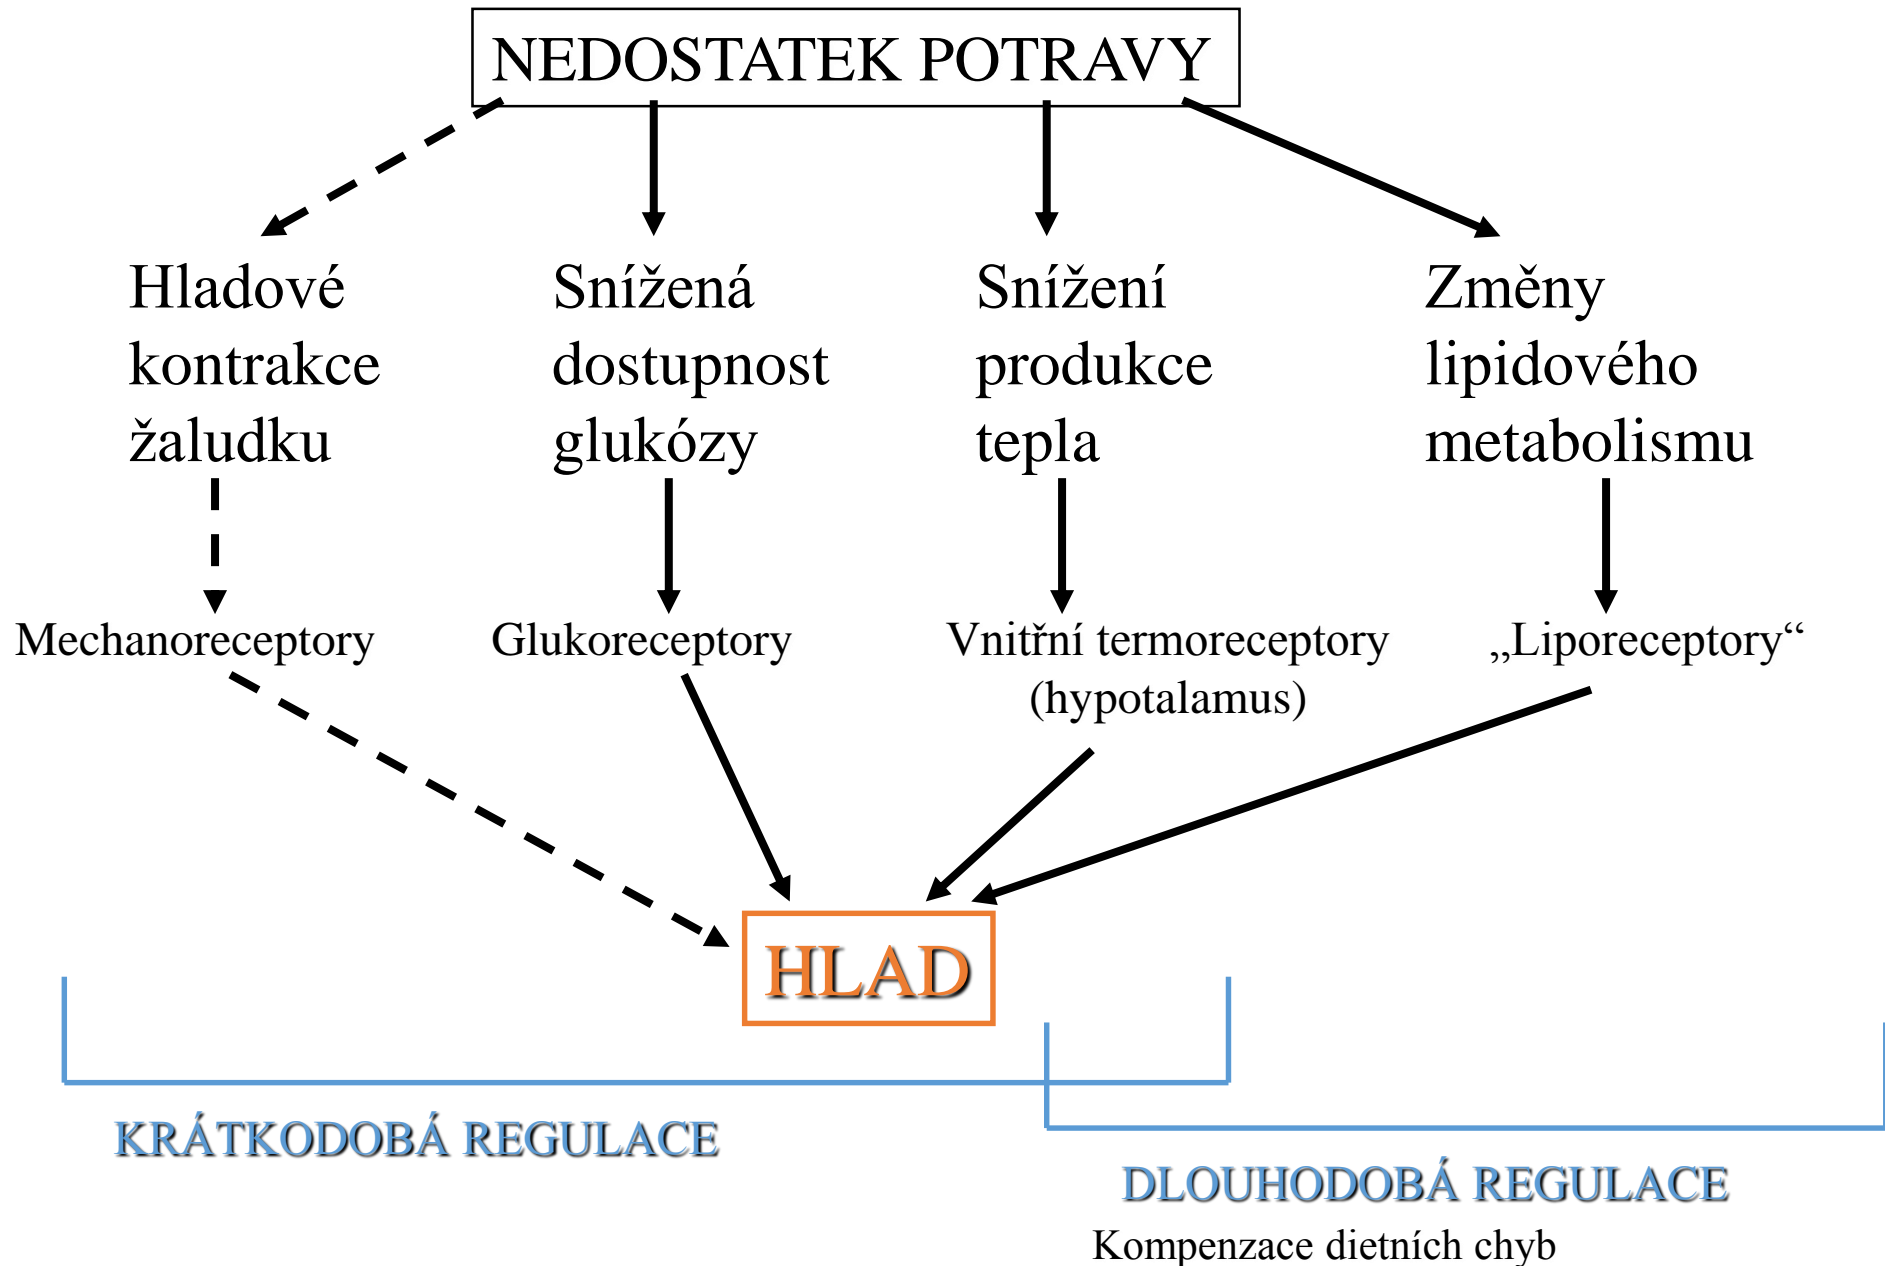 NEDOSTATEK POTRAVY
Hladové
kontrakce
žaludku
Snížená
dostupnost
glukózy
Snížení
produkce
tepla
Změny
lipidového
metabolismu
Mechanoreceptory
Glukoreceptory
Vnitřní termoreceptory
(hypotalamus)
„Liporeceptory“
HLAD
KRÁTKODOBÁ REGULACE
DLOUHODOBÁ REGULACE
Kompenzace dietních chyb